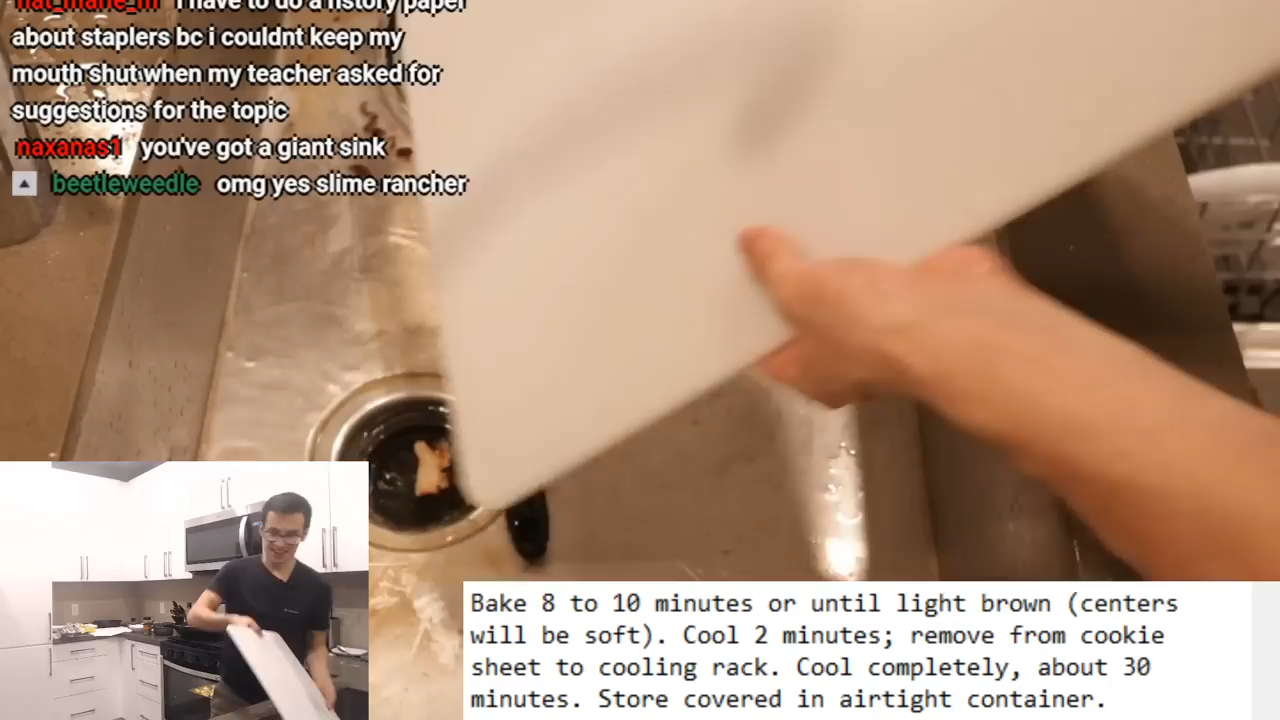 nat_marie_m I have to do a history paper
about staplers bc i couldnt keep my
mouth shut when my teacher asked for
suggestions for the topic
naxanas1 you've got a giant sink
beetleweedle omg yes slime rancher
Bake 8 to 10 minutes or until light brown (centers
will be soft). Cool 2 minutes; remove from cookie
sheet to cooling rack. Cool completely, about 30
minutes. Store covered in airtight container.